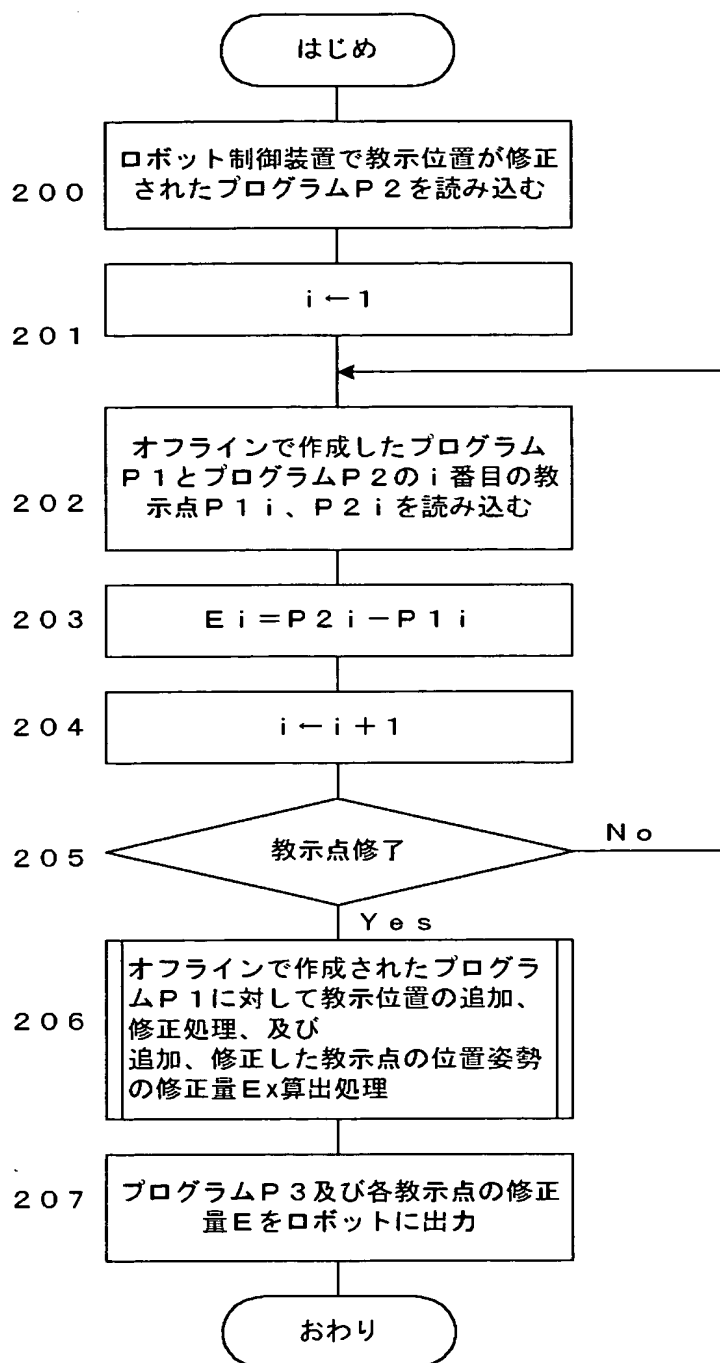 はじめ
200
ロボット制御装置で教示位置が修正
されたプログラムP2を読み込む
201
i←1
202
オフラインで作成したプログラム
P1とプログラムP2のi番目の教
示点P1i、P2iを読み込む
203
Ei=P2i-P1i
204
i←i+1
205
教示点修了
No
Yes
206
オフラインで作成されたプログラ
ムP1に対して教示位置の追加、
修正処理、及び
追加、修正した教示点の位置姿勢
の修正量Ex算出処理
207
プログラムP3及び各教示点の修正
量Eをロボットに出力
おわり